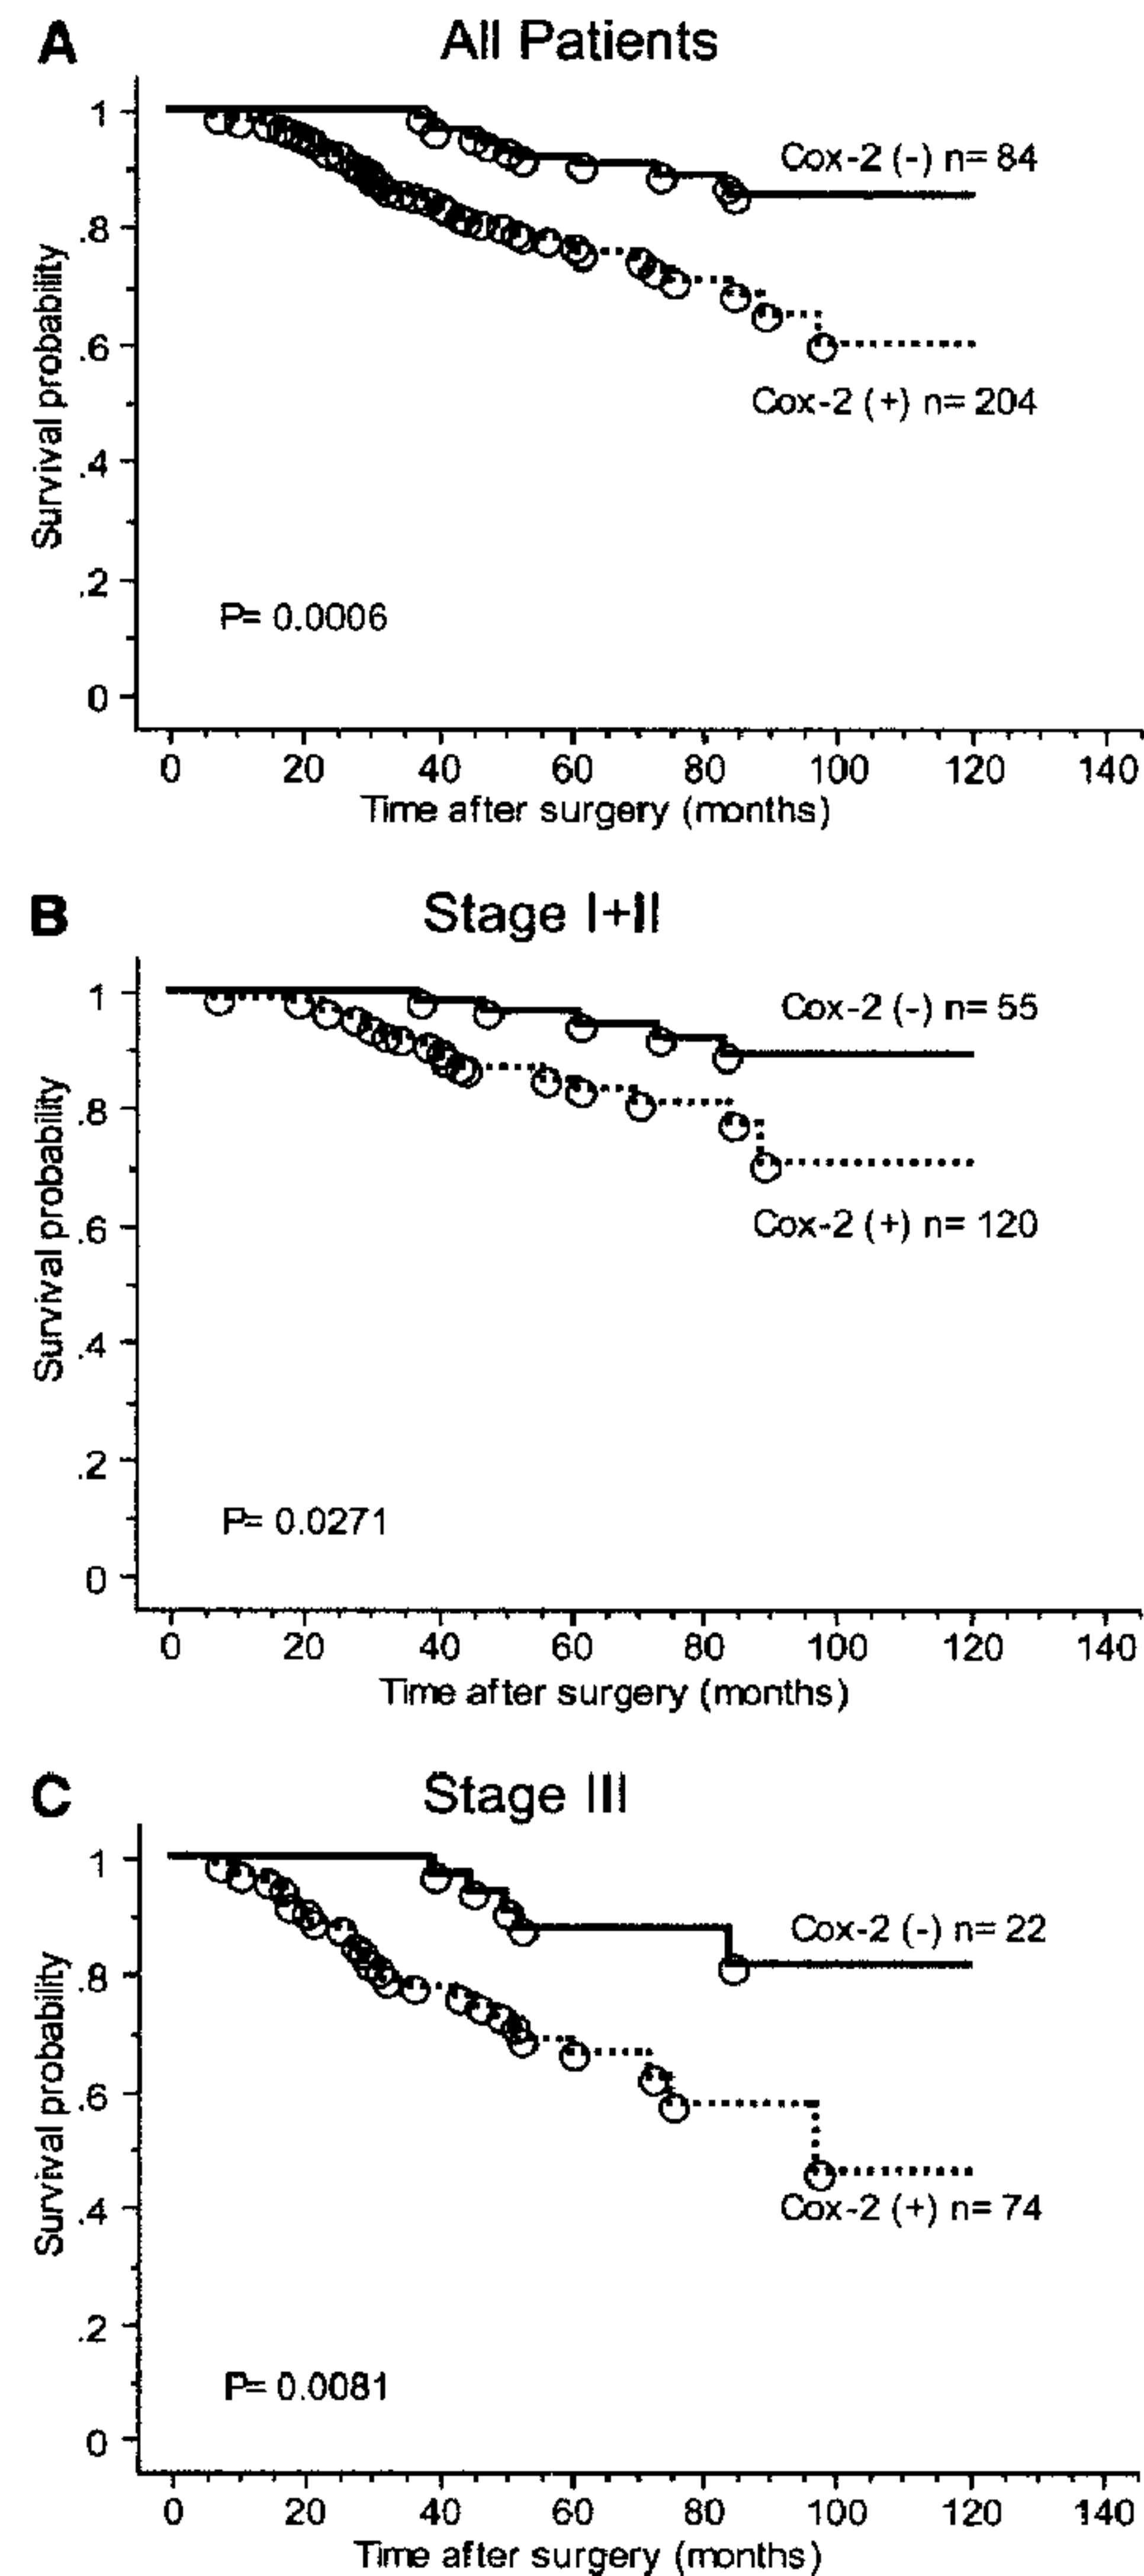 A
All Patients
Survival probability
1
.8
.6
.4
.2
0
Cox-2 (-) n= 84
Cox-2 (+) n= 204
P= 0.0006
0 20 40 60 80 100 120 140
Time after surgery (months)
B
Stage I+II
Survival probability
1
.8
.6
.4
.2
0
Cox-2 (-) n= 55
Cox-2 (+) n= 120
P= 0.0271
0 20 40 60 80 100 120 140
Time after surgery (months)
C
Stage III
Survival probability
1
.8
.6
.4
.2
0
Cox-2 (-) n= 22
Cox-2 (+) n= 74
P= 0.0081
0 20 40 60 80 100 120 140
Time after surgery (months)